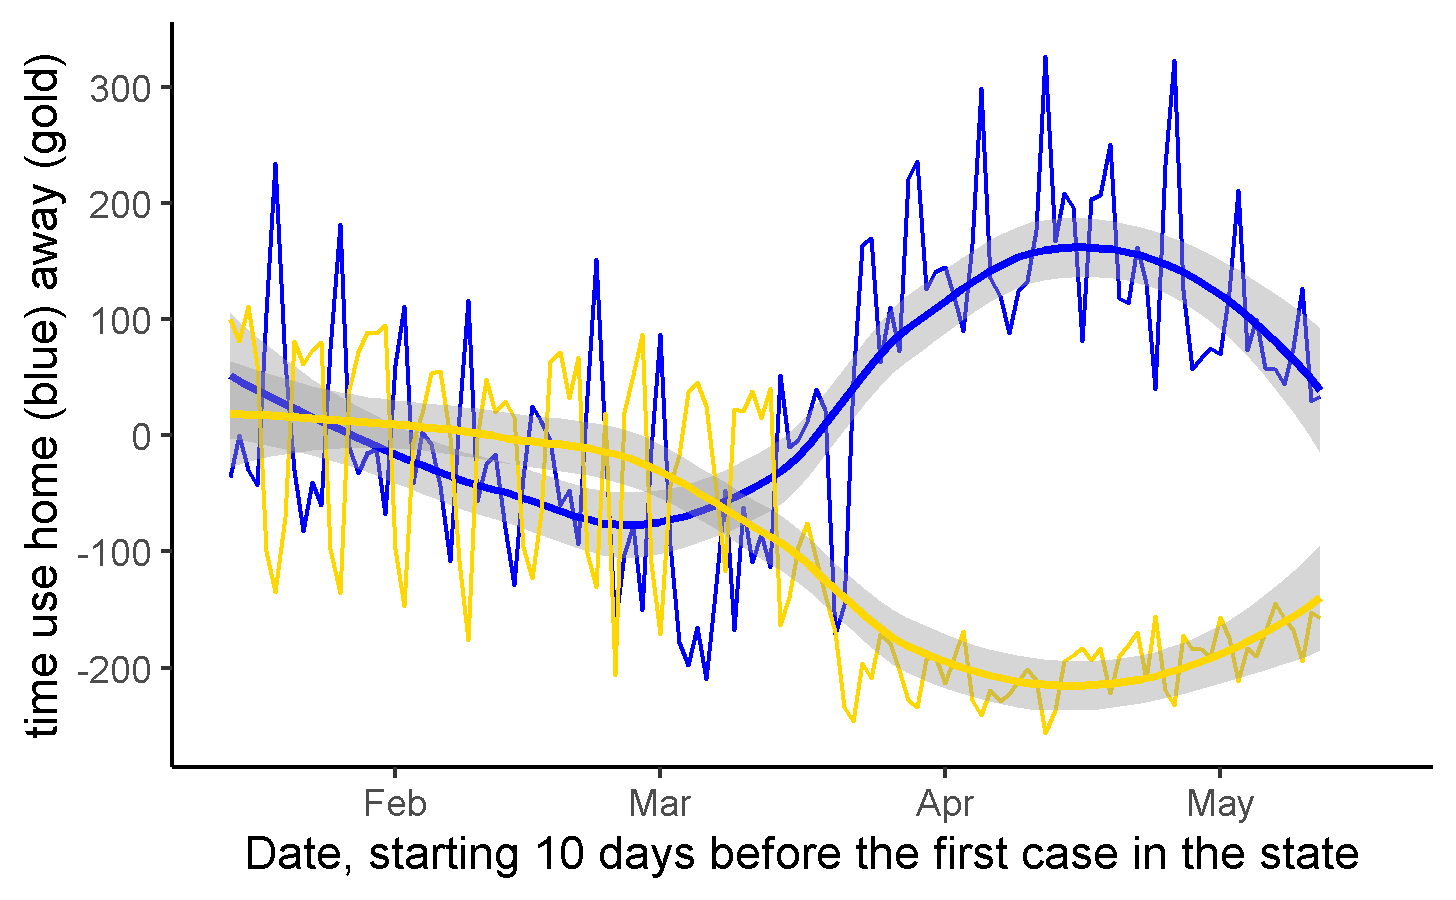 time use home (blue) away (gold)
300
200
100
0
-100
-200
Feb Mar Apr May
Date, starting 10 days before the first case in the state